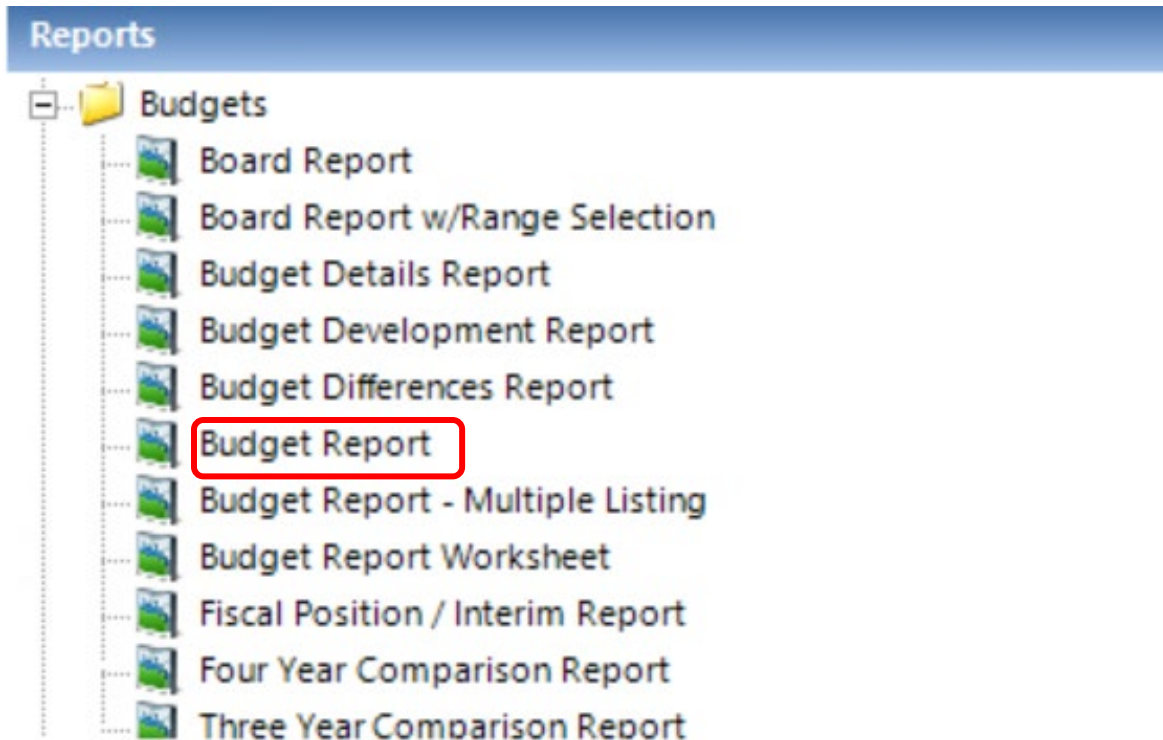 Reports
Budgets
Board Report
Board Report w/Range Selection
Budget Details Report
Budget Development Report
Budget Differences Report
Budget Report
Budget Report - Multiple Listing
Budget Report Worksheet
Fiscal Position / Interim Report
Four Year Comparison Report
Three Year Comparison Report